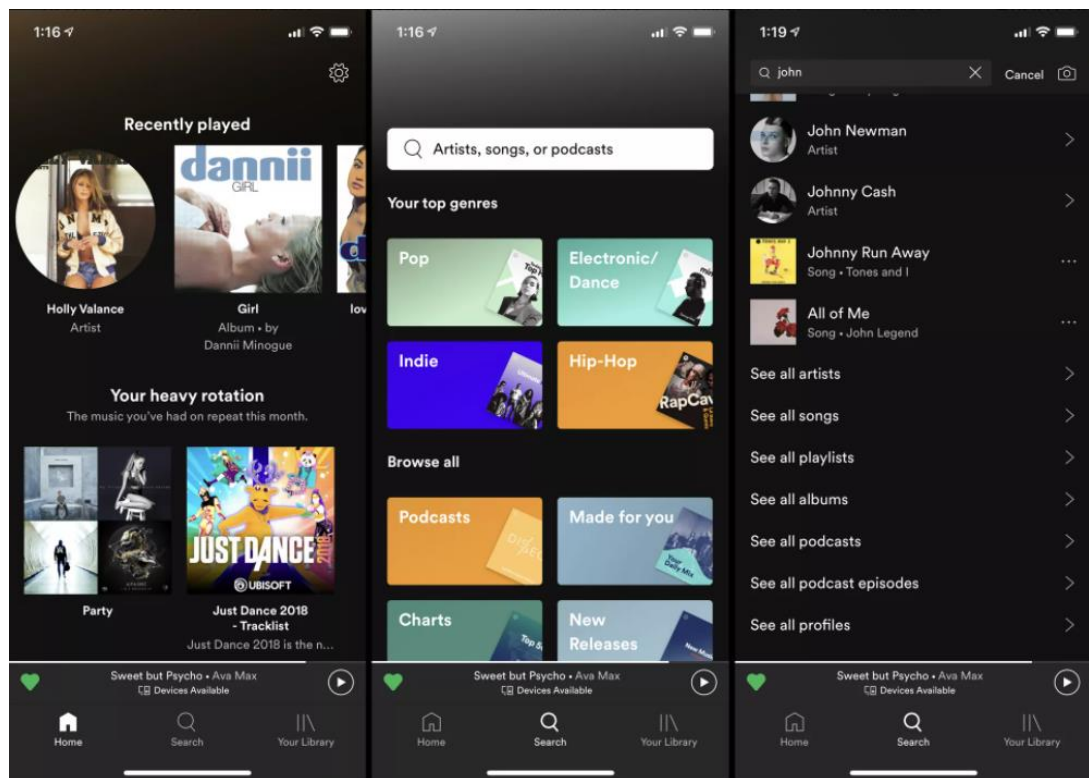 1:16
Recently played
dannii
GIRL
Holly Valance
Artist
Girl
Album • by
Dannii Minogue
lov
Your heavy rotation
The music you've had on repeat this month.
JUST DANCE
2018
UBISOFT
Party
Just Dance 2018
- Tracklist
Just Dance 2018 is the n...
Sweet but Psycho • Ava Max
Devices Available
Home
Search
Your Library
1:16
Artists, songs, or podcasts
Your top genres
Pop
Electronic/
Dance
Indie
Hip-Hop
RapCav
Browse all
Podcasts
Made for you
Your
Daily Mix
Charts
New
Releases
Sweet but Psycho • Ava Max
Devices Available
Home
Search
Your Library
1:19
john
Cancel
John Newman
Artist
Johnny Cash
Artist
Johnny Run Away
Song • Tones and I
All of Me
Song • John Legend
See all artists
See all songs
See all playlists
See all albums
See all podcasts
See all podcast episodes
See all profiles
Sweet but Psycho • Ava Max
Devices Available
Home
Search
Your Library